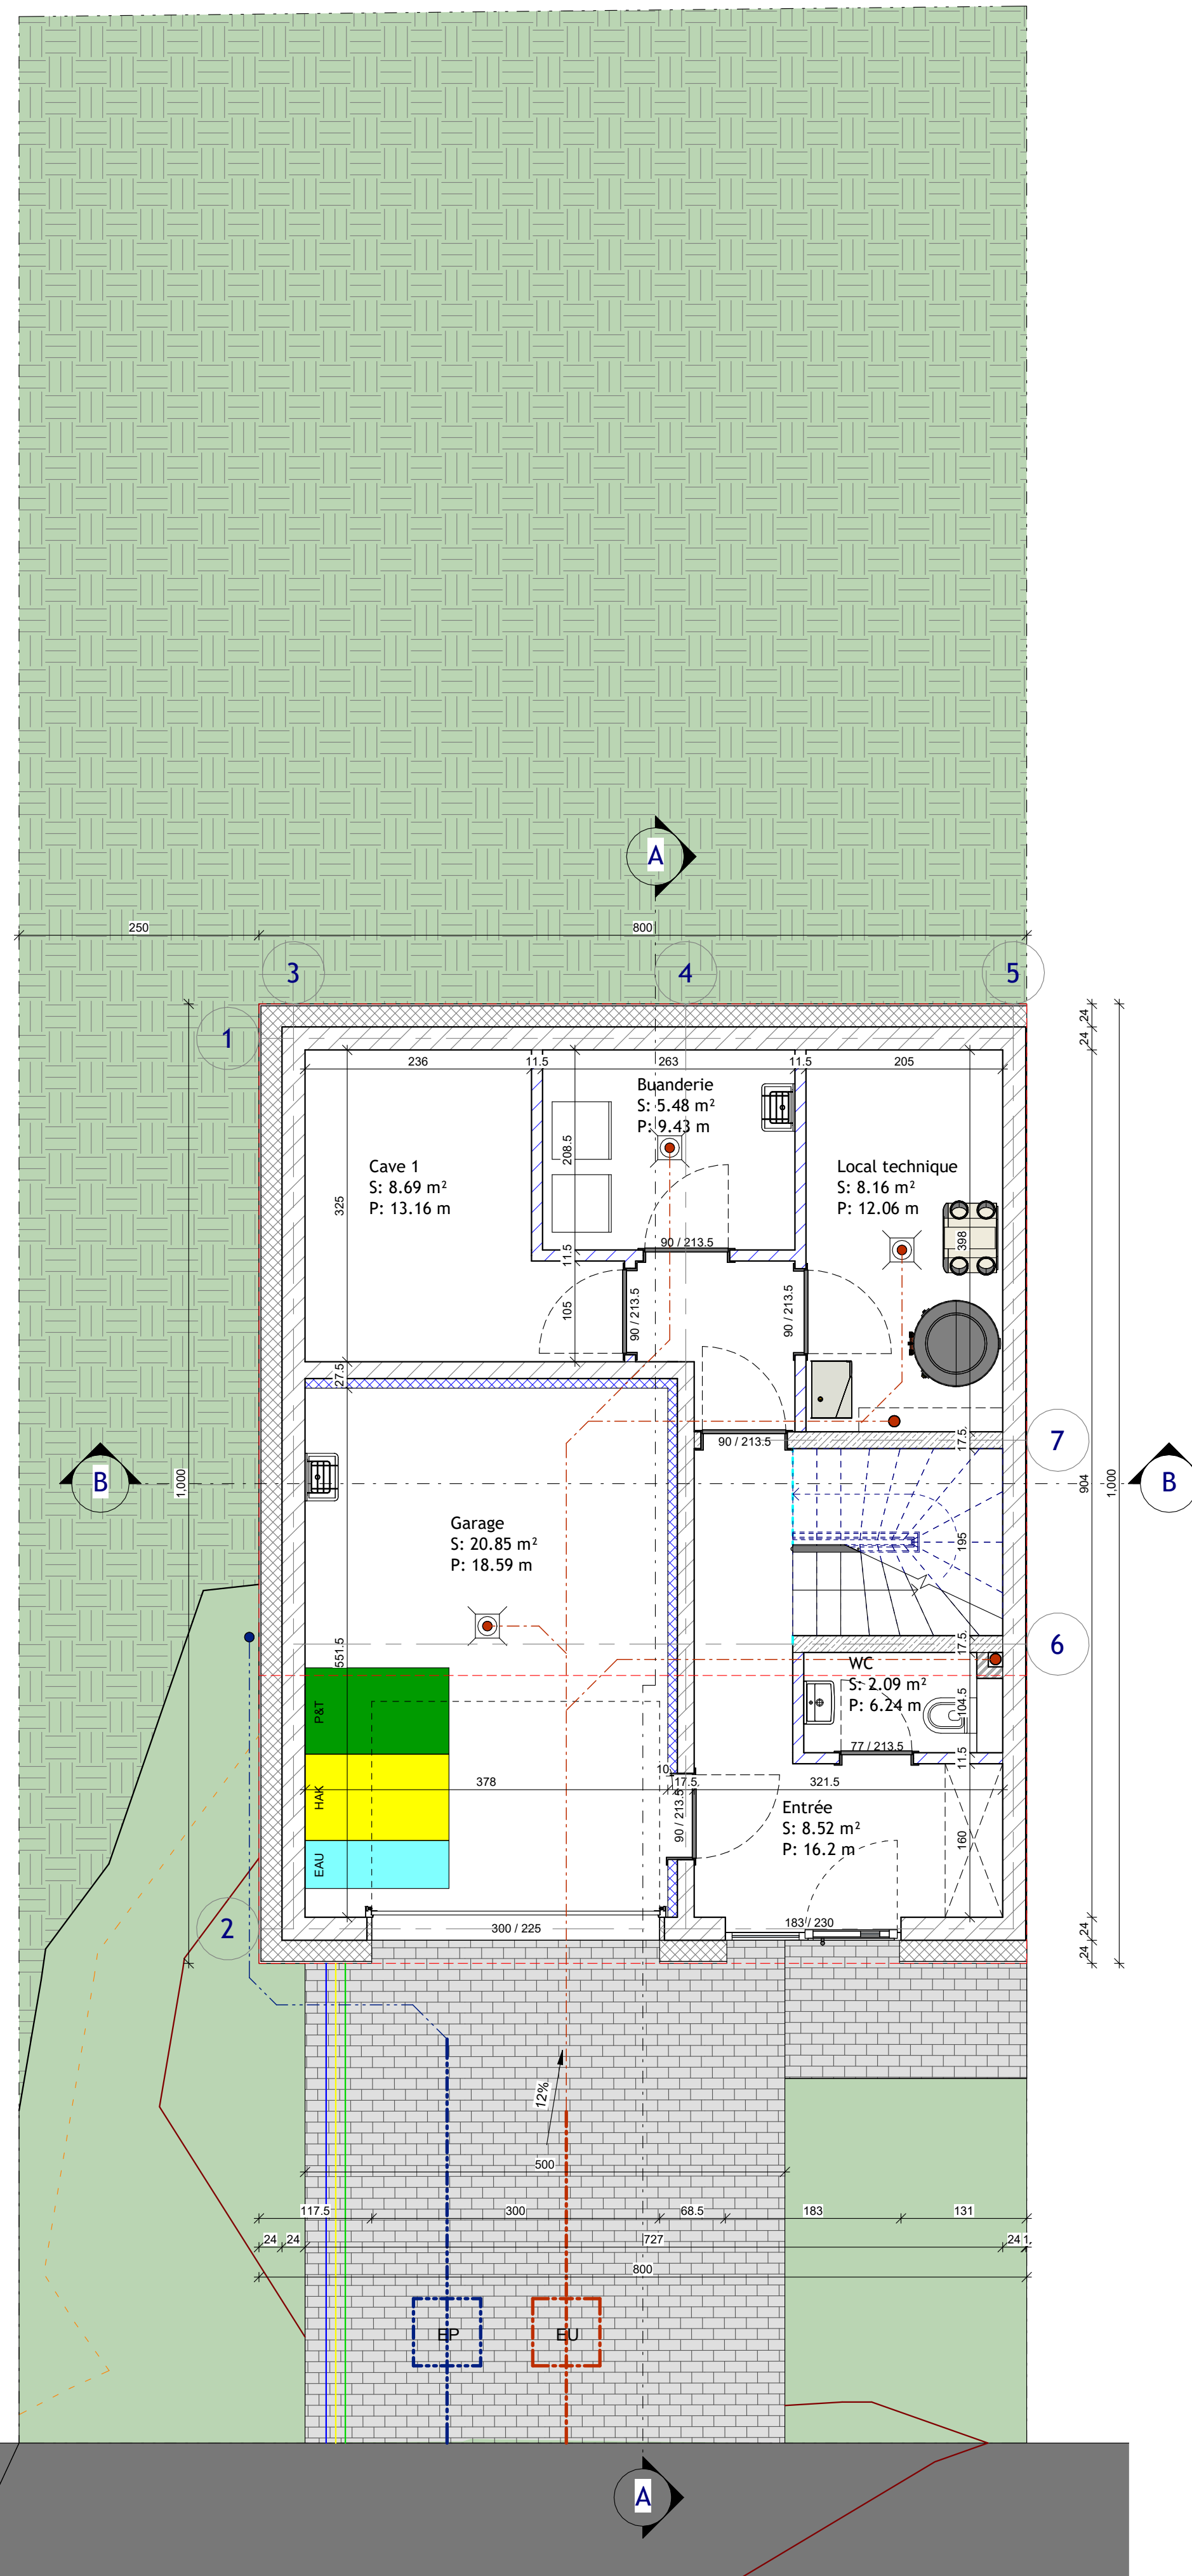 A
250
800
3
4
5
1
24
24
236
11.5
263
11.5
205
Buanderie
S: 5.48 m²
P: 9.43 m
208.5
Cave 1
S: 8.69 m²
P: 13.16 m
Local technique
S: 8.16 m²
P: 12.06 m
325
398
90 / 213.5
11.5
105
90 / 213.5
90 / 213.5
27.5
90 / 213.5
17.5
7
B
1,000
904
1,000
B
Garage
S: 20.85 m²
P: 18.59 m
195
551.5
17.5
6
WC
S: 2.09 m²
P: 6.24 m
104.5
P&T
77 / 213.5
11.5
10
378
17.5
321.5
HAK
90 / 213.5
Entrée
S: 8.52 m²
P: 16.2 m
160
EAU
2
300 / 225
183 / 230
24
24
12%
500
117.5
300
68.5
183
131
24
24
727
24
1
800
EP
EU
A